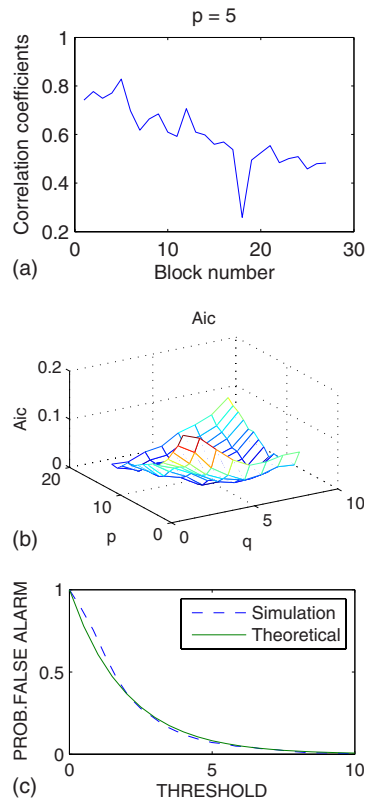 p = 5
Correlation coefficients
1
0.8
0.6
0.4
0.2
0 10 20 30
Block number
(a)
Aic
Aic
0.2
0.1
0
20
10
0
p
0
5
10
q
(b)
PROB.FALSE ALARM
1
0.5
0
Simulation
Theoretical
0 5 10
THRESHOLD
(c)